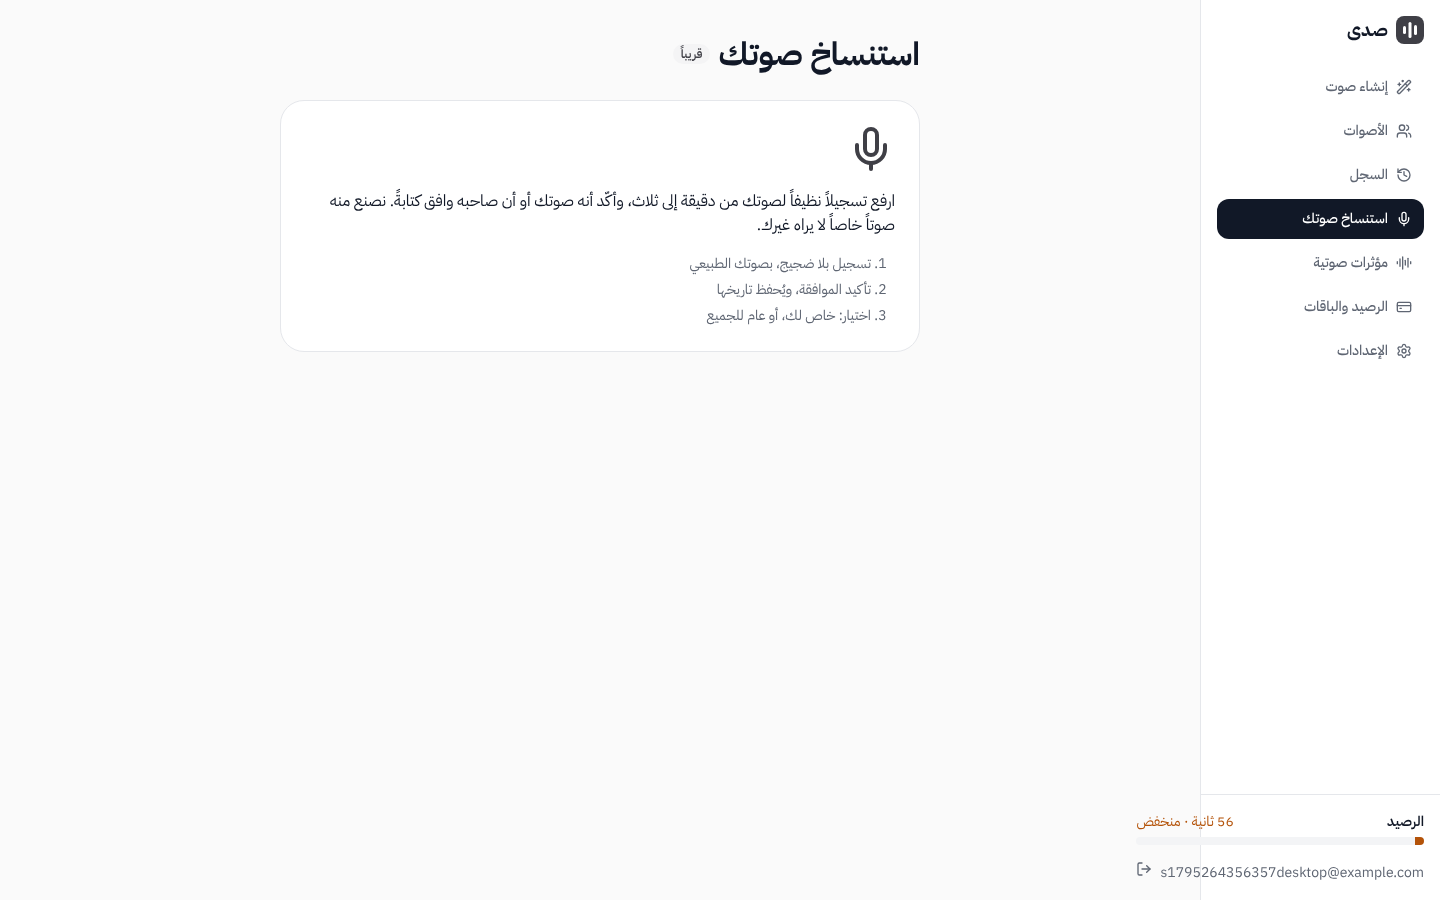 صدى
إنشاء صوت
الأصوات
السجل
استنساخ صوتك
مؤثرات صوتية
الرصيد والباقات
الإعدادات
الرصيد
56 ثانية · منخفض
s1795264356357desktop@example.com
استنساخ صوتك
قريباً
ارفع تسجيلاً نظيفاً لصوتك من دقيقة إلى ثلاث، وأكّد أنه صوتك أو أن صاحبه وافق كتابةً. نصنع منه
صوتاً خاصاً لا يراه غيرك.
1. تسجيل بلا ضجيج، بصوتك الطبيعي
2. تأكيد الموافقة، ويُحفظ تاريخها
3. اختيار: خاص لك، أو عام للجميع